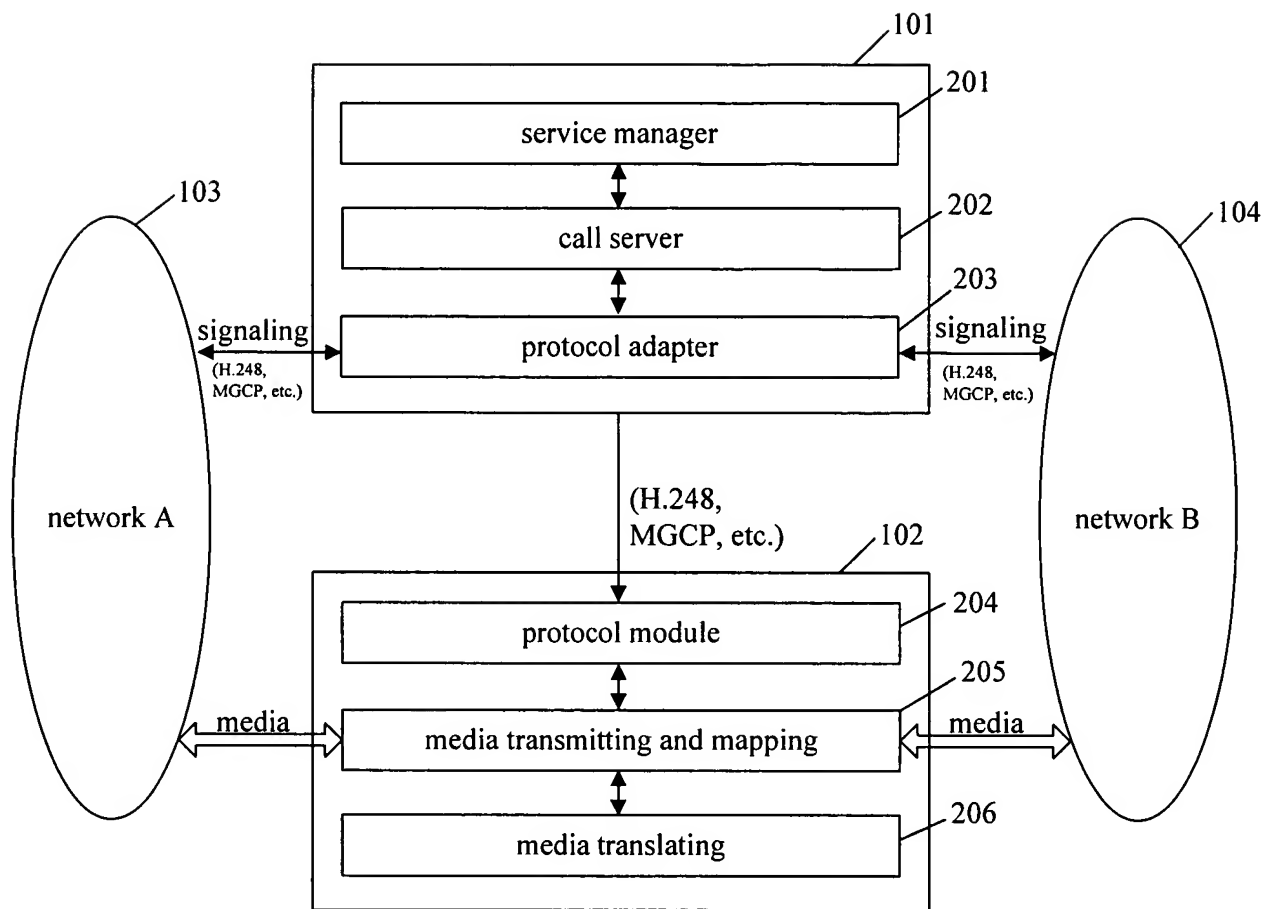 101
201
service manager
103
202
call server
104
203
signaling
protocol adapter
signaling
(H.248,
MGCP, etc.)
(H.248,
MGCP, etc.)
network A
(H.248,
MGCP, etc.)
network B
102
204
protocol module
205
media
media transmitting and mapping
media
206
media translating